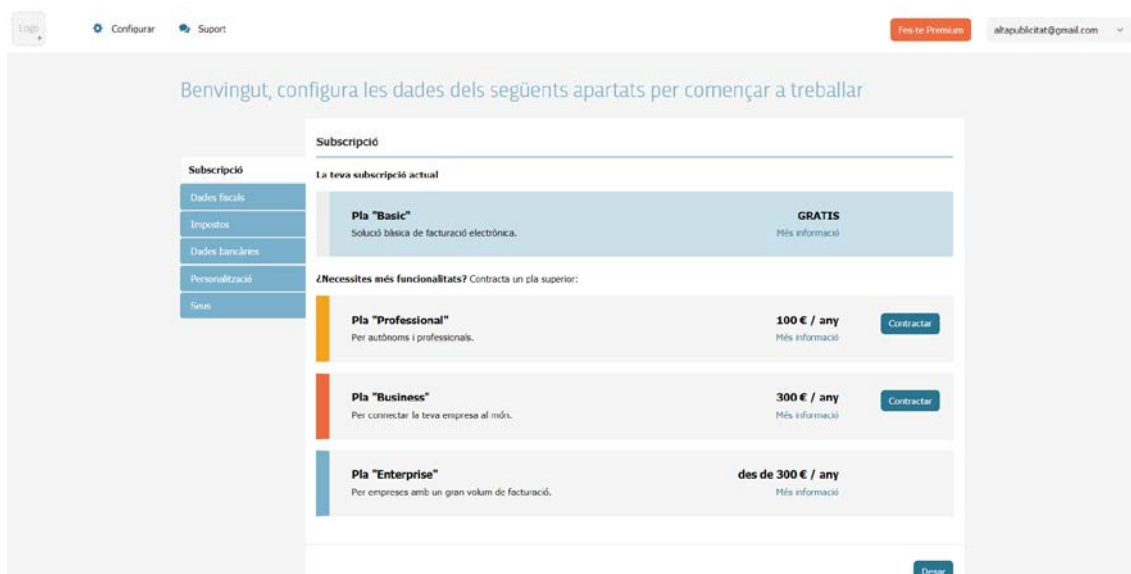 Logo
+
Configurar
Suport
Fes-te Premium
altapublicitat@gmail.com
Benvingut, configura les dades dels següents apartats per començar a treballar
Subscripció
Dades fiscals
Impostos
Dades bancàries
Personalització
Seus
Subscripció
La teva subscripció actual
Pla "Basic"
GRATIS
Solució bàsica de facturació electrònica.
Més informació
¿Necessites més funcionalitats? Contracta un pla superior:
Pla "Professional"
100 € / any
Contractar
Per autònoms i professionals.
Més informació
Pla "Business"
300 € / any
Contractar
Per connectar la teva empresa al món.
Més informació
Pla "Enterprise"
des de 300 € / any
Per empreses amb un gran volum de facturació.
Més informació
Desar